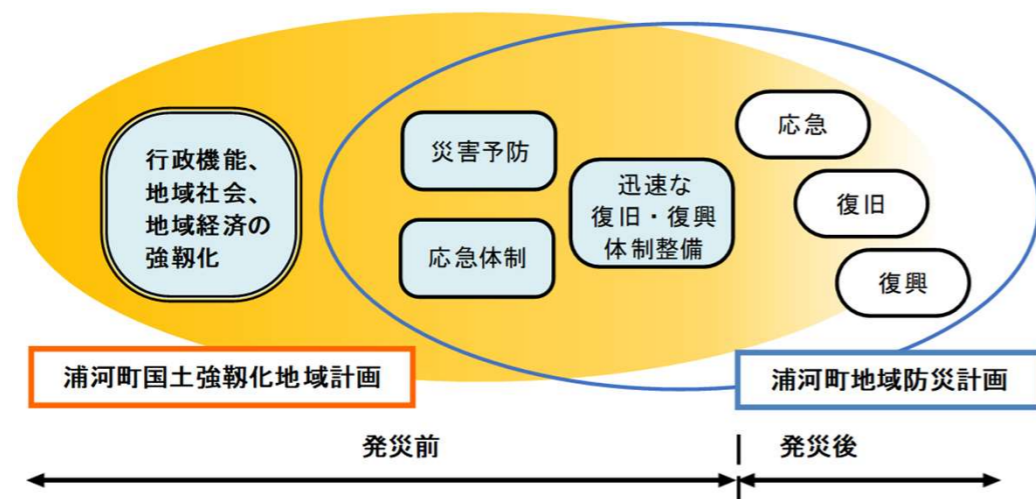 行政機能、
地域社会、
地域経済の
強靱化
災害予防
応急体制
迅速な
復旧・復興
体制整備
応急
復旧
復興
浦河町国土強靱化地域計画
浦河町地域防災計画
発災前
発災後